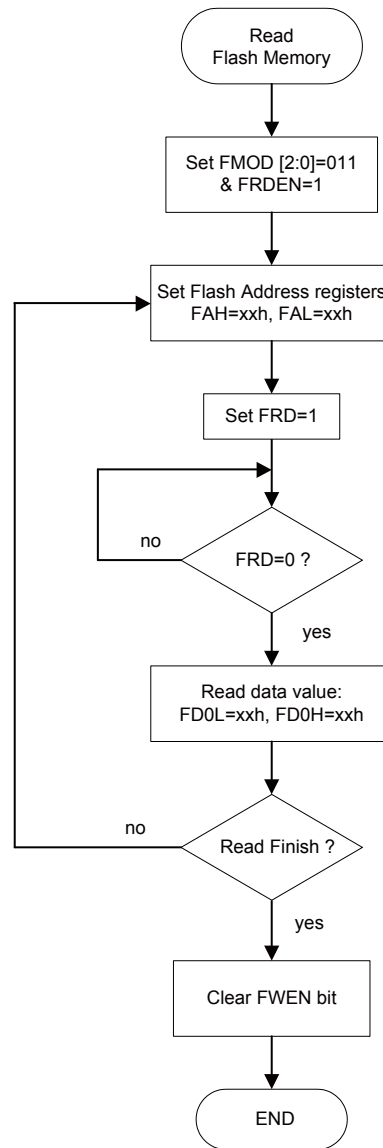 Read
Flash Memory
Set FMOD [2:0]=011
& FRDEN=1
Set Flash Address registers
FAH=xxh, FAL=xxh
Set FRD=1
no
FRD=0 ?
yes
Read data value:
FD0L=xxh, FD0H=xxh
no
Read Finish ?
yes
Clear FWEN bit
END